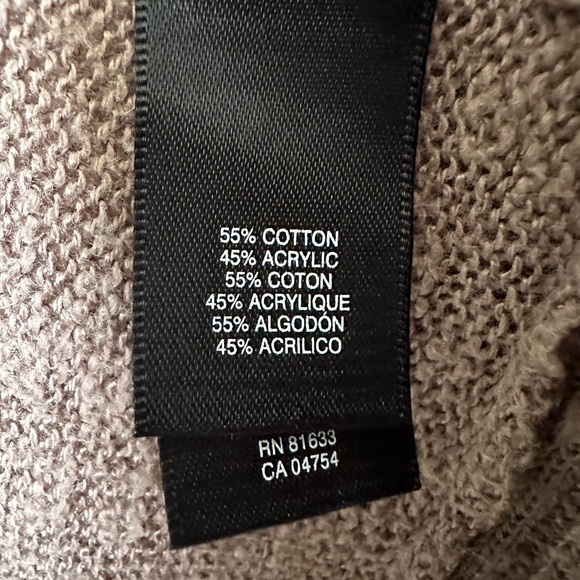 55% COTTON
45% ACRYLIC
55% COTON
45% ACRYLIQUE
55% ALGODÓN
45% ACRILICO
RN 81633
CA 04754